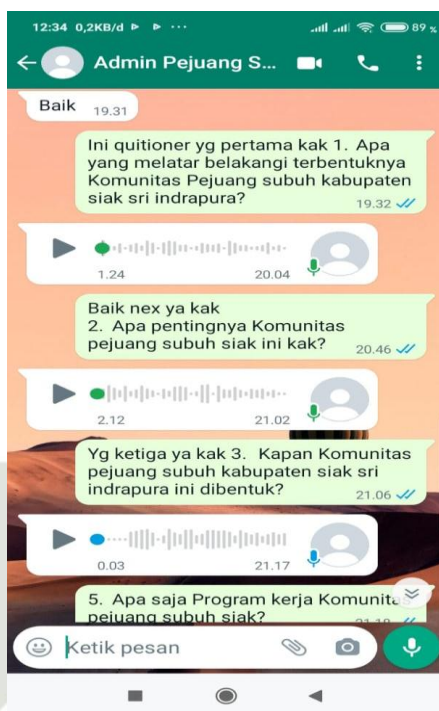 12:34 0,2KB/d ... 89 %
Admin Pejuang S...
Baik 19.31
Ini quitioner yg pertama kak 1. Apa
yang melatar belakangi terbentuknya
Komunitas Pejuang subuh kabupaten
siak sri indrapura?
19.32
1.24 20.04
Baik nex ya kak
2. Apa pentingnya Komunitas
pejuang subuh siak ini kak?
20.46
2.12 21.02
Yg ketiga ya kak 3. Kapan Komunitas
pejuang subuh kabupaten siak sri
indrapura ini dibentuk?
21.06
0.03 21.17
5. Apa saja Program kerja Komunitas
pejuang subuh siak?
Ketik pesan